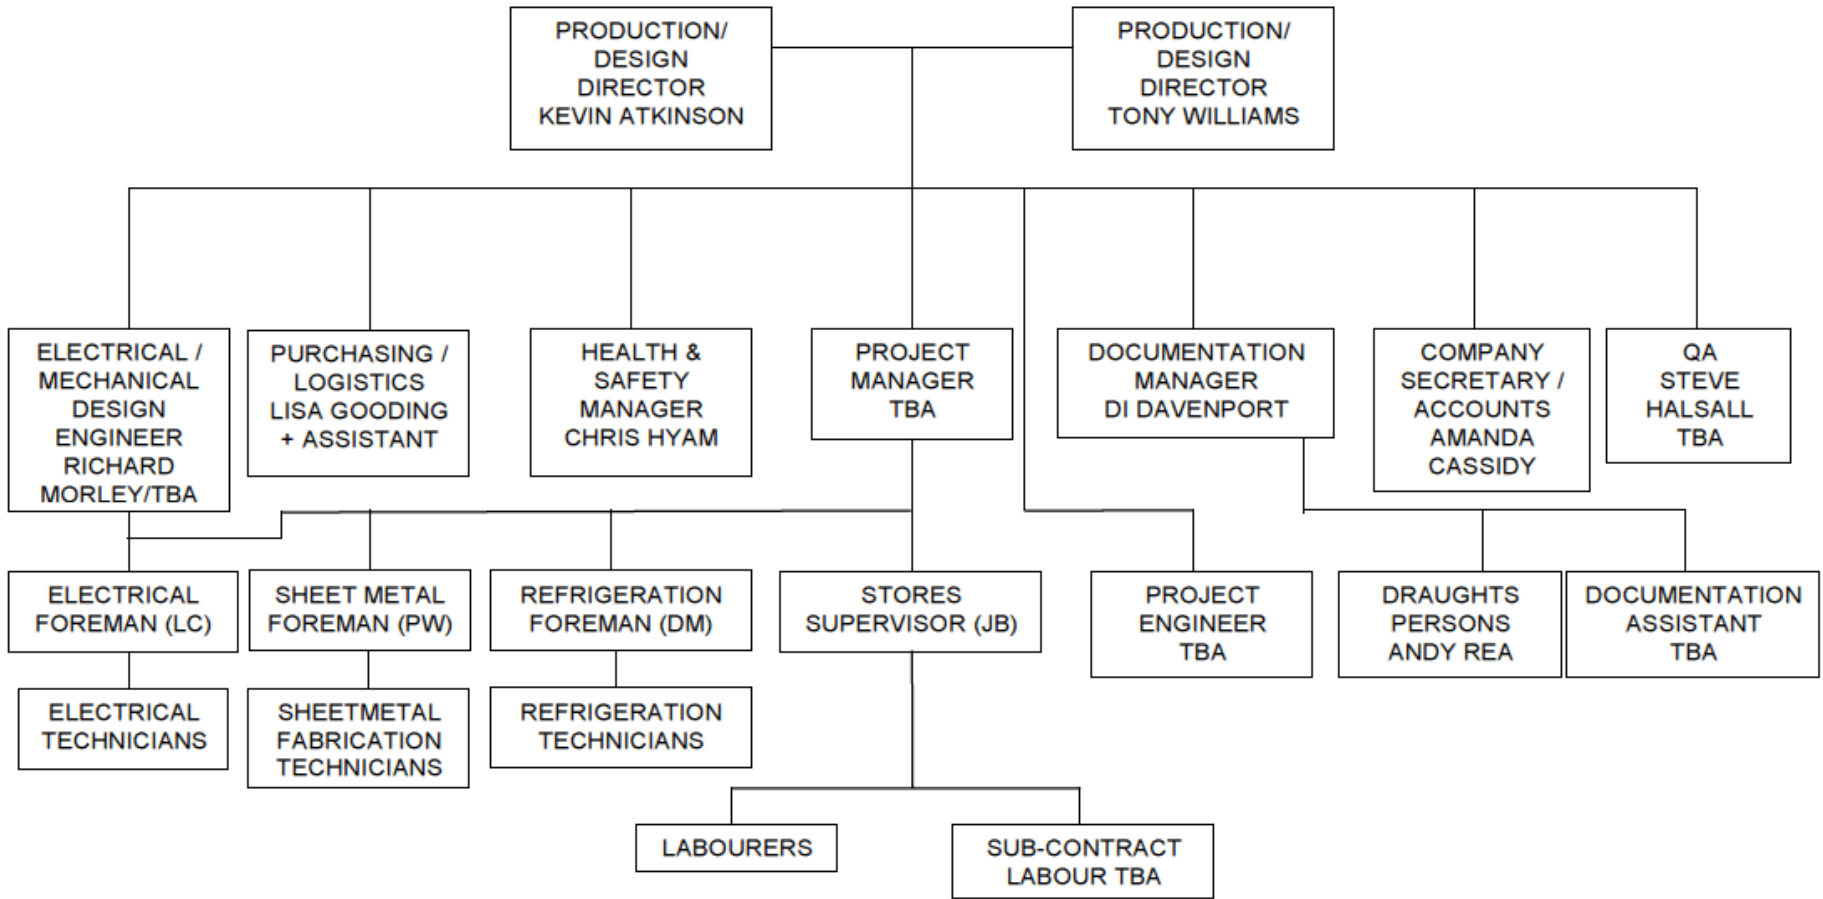 PRODUCTION/
DESIGN
DIRECTOR
KEVIN ATKINSON
PRODUCTION/
DESIGN
DIRECTOR
TONY WILLIAMS
ELECTRICAL /
MECHANICAL
DESIGN
ENGINEER
RICHARD
MORLEY/TBA
PURCHASING /
LOGISTICS
LISA GOODING
+ ASSISTANT
HEALTH &
SAFETY
MANAGER
CHRIS HYAM
PROJECT
MANAGER
TBA
DOCUMENTATION
MANAGER
DI DAVENPORT
COMPANY
SECRETARY /
ACCOUNTS
AMANDA
CASSIDY
QA
STEVE
HALSALL
TBA
ELECTRICAL
FOREMAN (LC)
SHEET METAL
FOREMAN (PW)
REFRIGERATION
FOREMAN (DM)
STORES
SUPERVISOR (JB)
PROJECT
ENGINEER
TBA
DRAUGHTS
PERSONS
ANDY REA
DOCUMENTATION
ASSISTANT
TBA
ELECTRICAL
TECHNICIANS
SHEETMETAL
FABRICATION
TECHNICIANS
REFRIGERATION
TECHNICIANS
LABOURERS
SUB-CONTRACT
LABOUR TBA